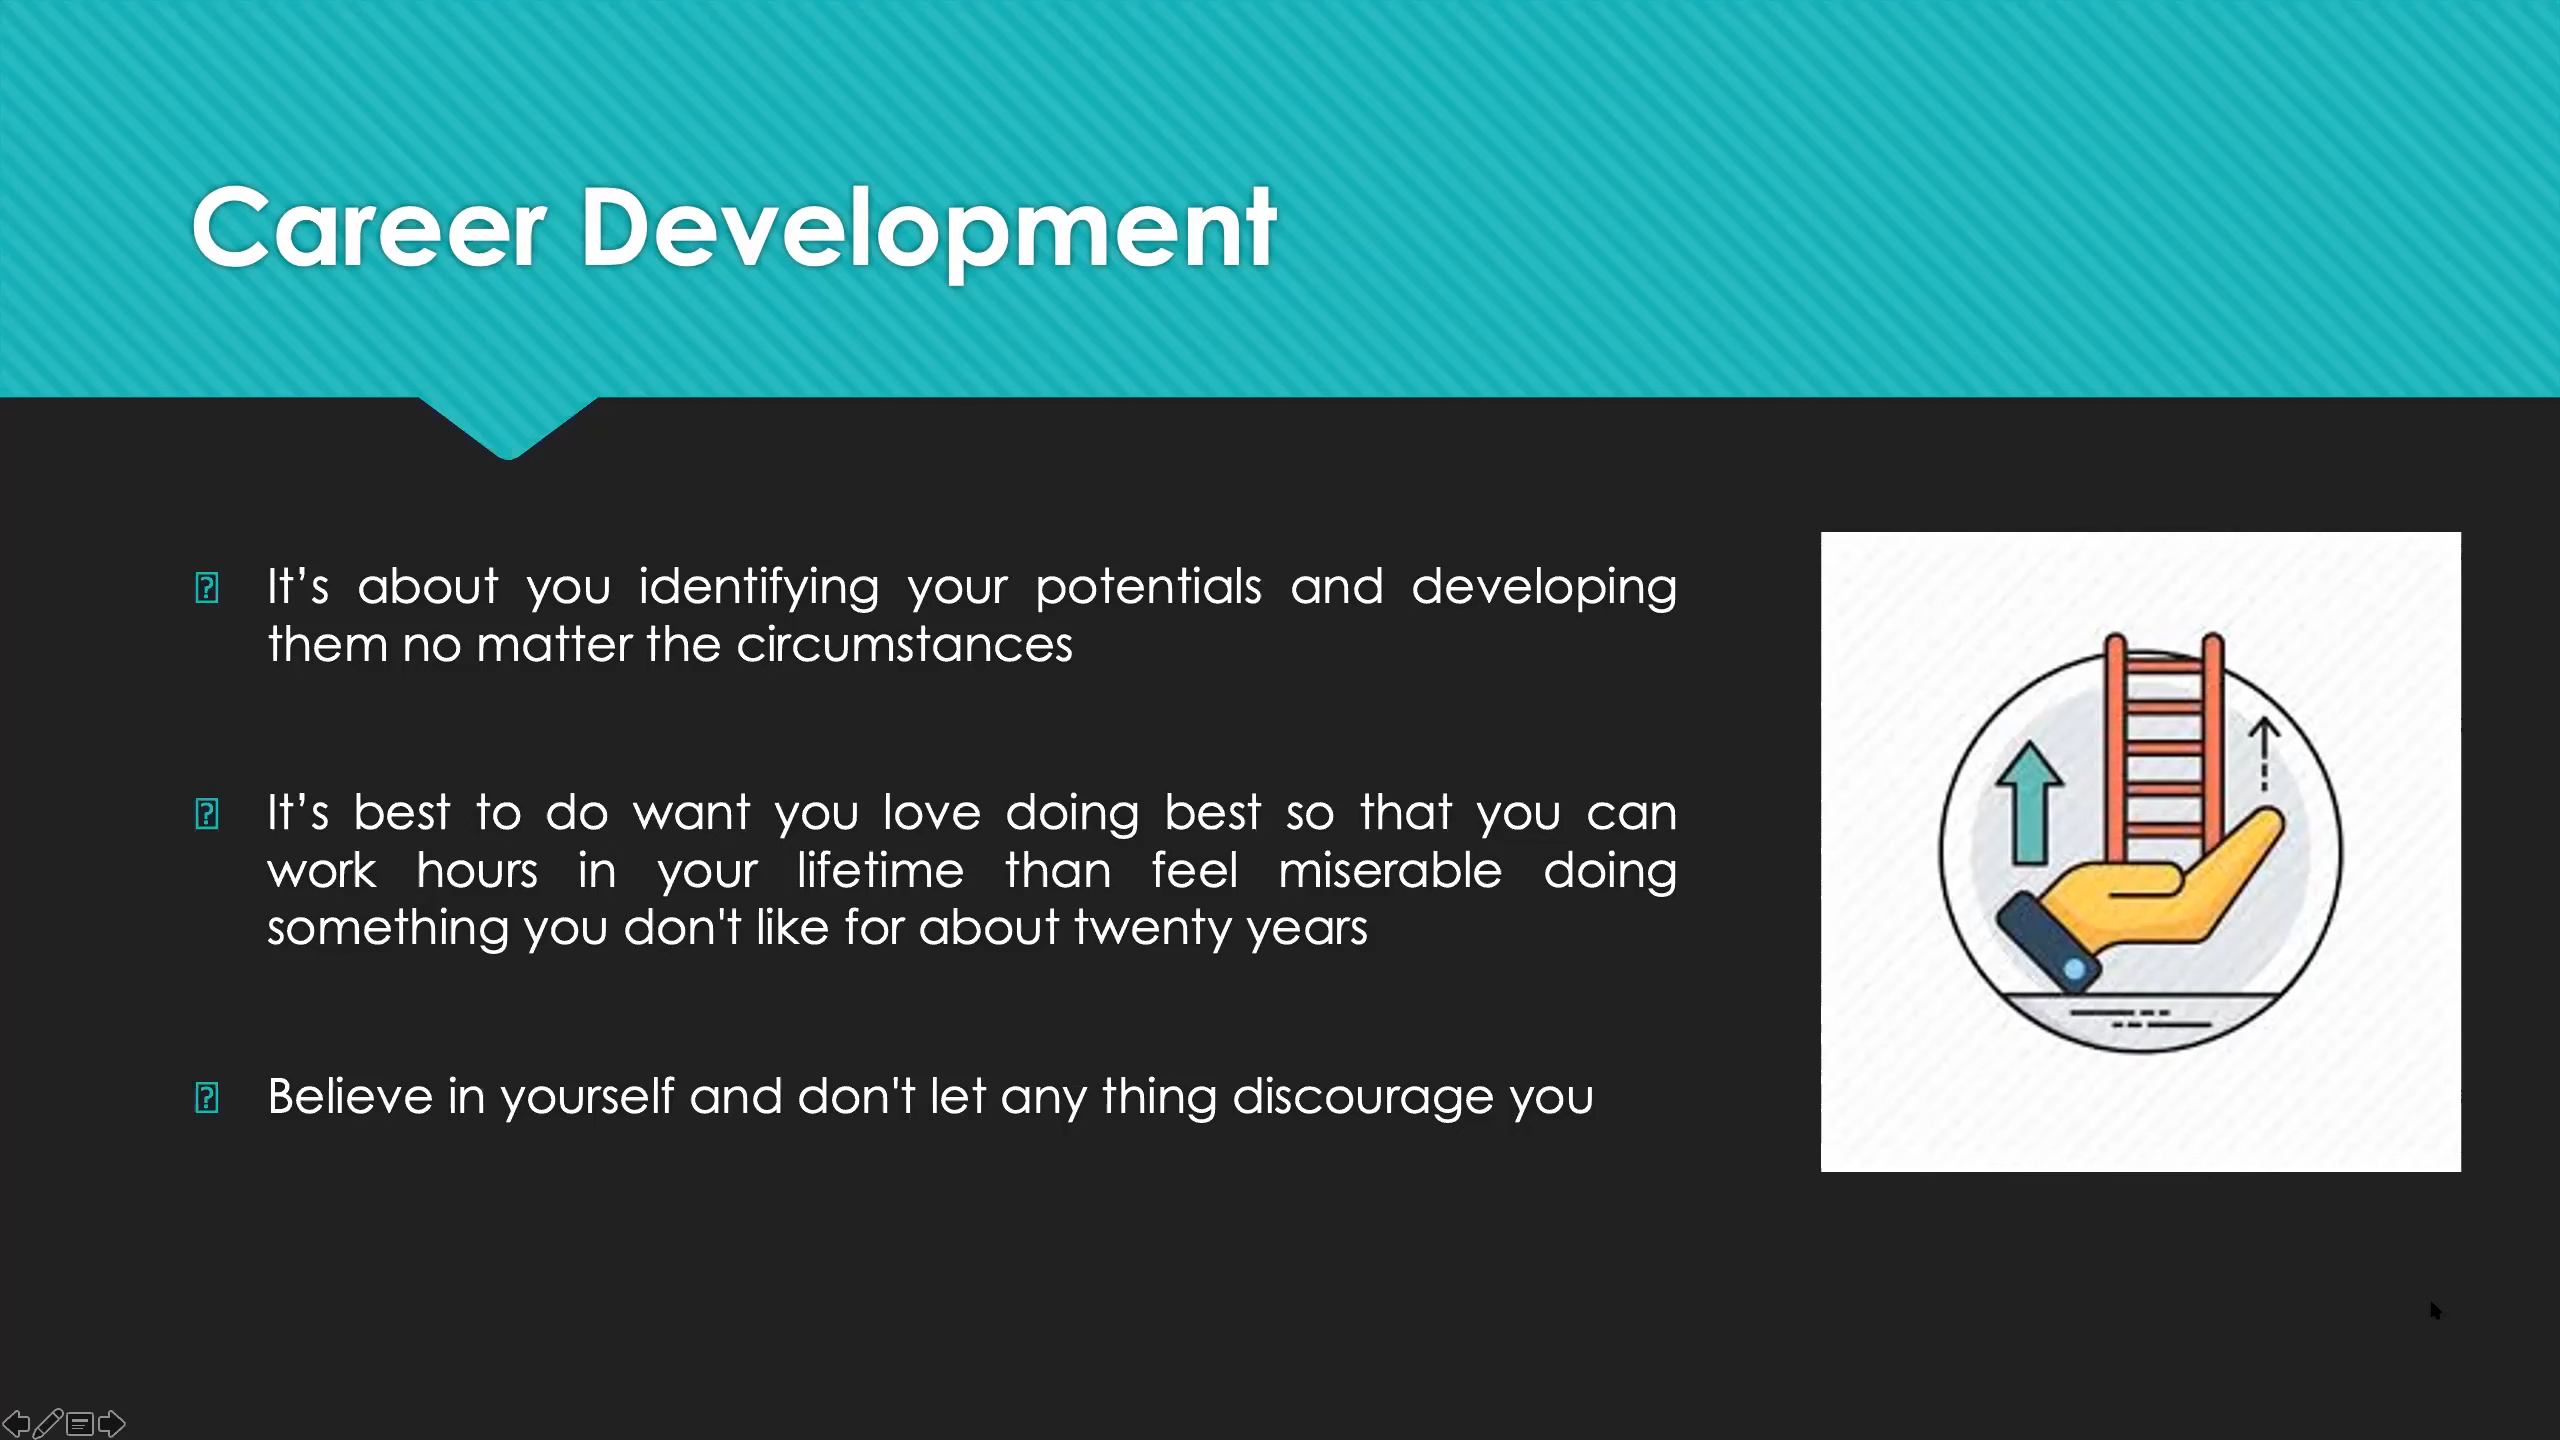 Career Development
It’s about you identifying your potentials and developing
them no matter the circumstances
It’s best to do want you love doing best so that you can
work hours in your lifetime than feel miserable doing
something you don't like for about twenty years
Believe in yourself and don't let any thing discourage you